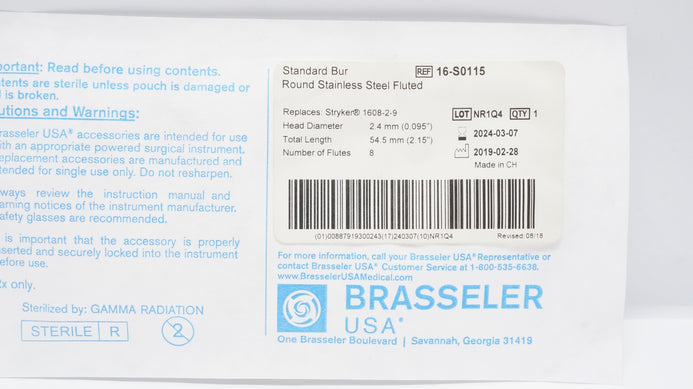 portant: Read before using contents.
ntents are sterile unless pouch is damaged or
l is broken.
utions and Warnings:
rasseler USA® accessories are intended for use
ith an appropriate powered surgical instrument.
eplacement accessories are manufactured and
tended for single use only. Do not resharpen.
ways review the instruction manual and
arning notices of the instrument manufacturer.
afety glasses are recommended.
is important that the accessory is properly
serted and securely locked into the instrument
efore use.
x only.
Sterilized by: GAMMA RADIATION
STERILE R
2
Standard Bur REF 16-S0115
Round Stainless Steel Fluted
Replaces: Stryker® 1608-2-9 LOT NR1Q4 QTY 1
Head Diameter 2.4 mm (0.095") 2024-03-07
Total Length 54.5 mm (2.15") 2019-02-28
Number of Flutes 8 Made in CH
(01)00887919300243(17)240307(10)NR1Q4 Revised: 08/18
For more information, call your Brasseler USA® Representative or
contact Brasseler USA® Customer Service at 1-800-535-6638.
www.BrasselerUSAMedical.com
BRASSELER
USA®
One Brasseler Boulevard | Savannah, Georgia 31419